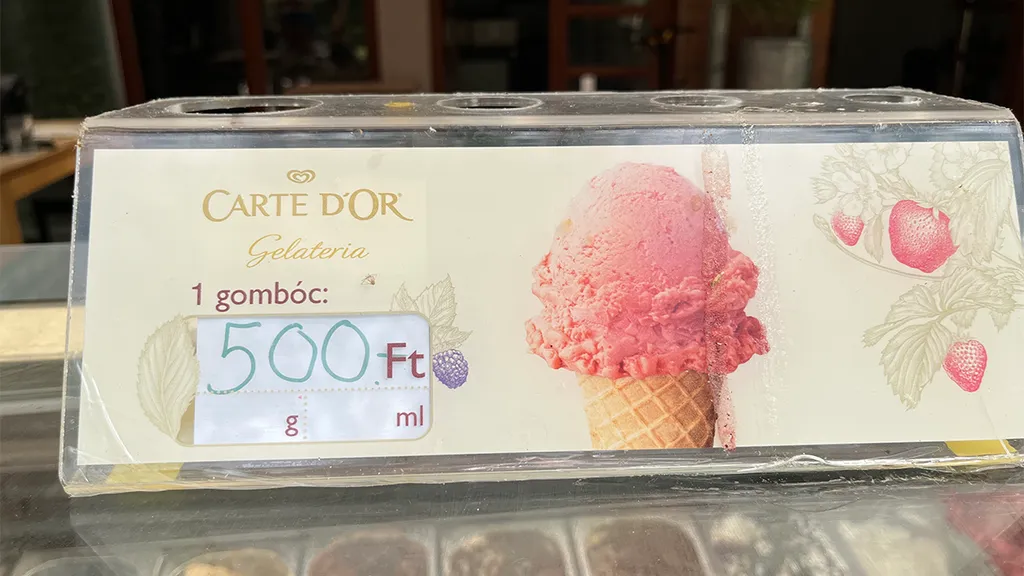 CARTE D'OR
Gelateria
1 gombóc:
500 Ft
g ml